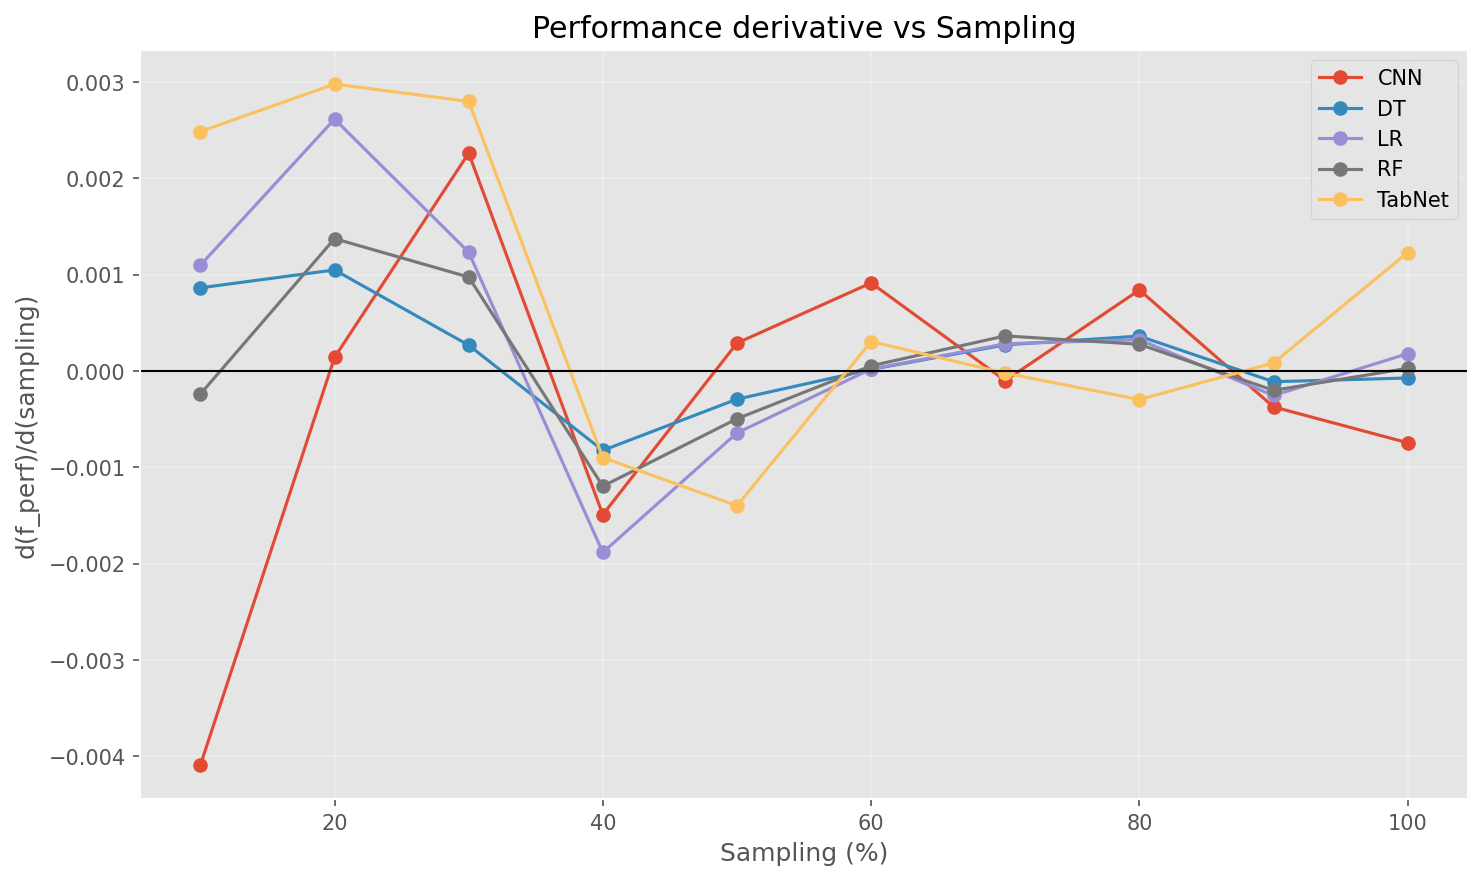 Performance derivative vs Sampling
d(f_perf)/d(sampling)
0.003
0.002
0.001
0.000
−0.001
−0.002
−0.003
−0.004
CNN
DT
LR
RF
TabNet
20
40
60
80
100
Sampling (%)